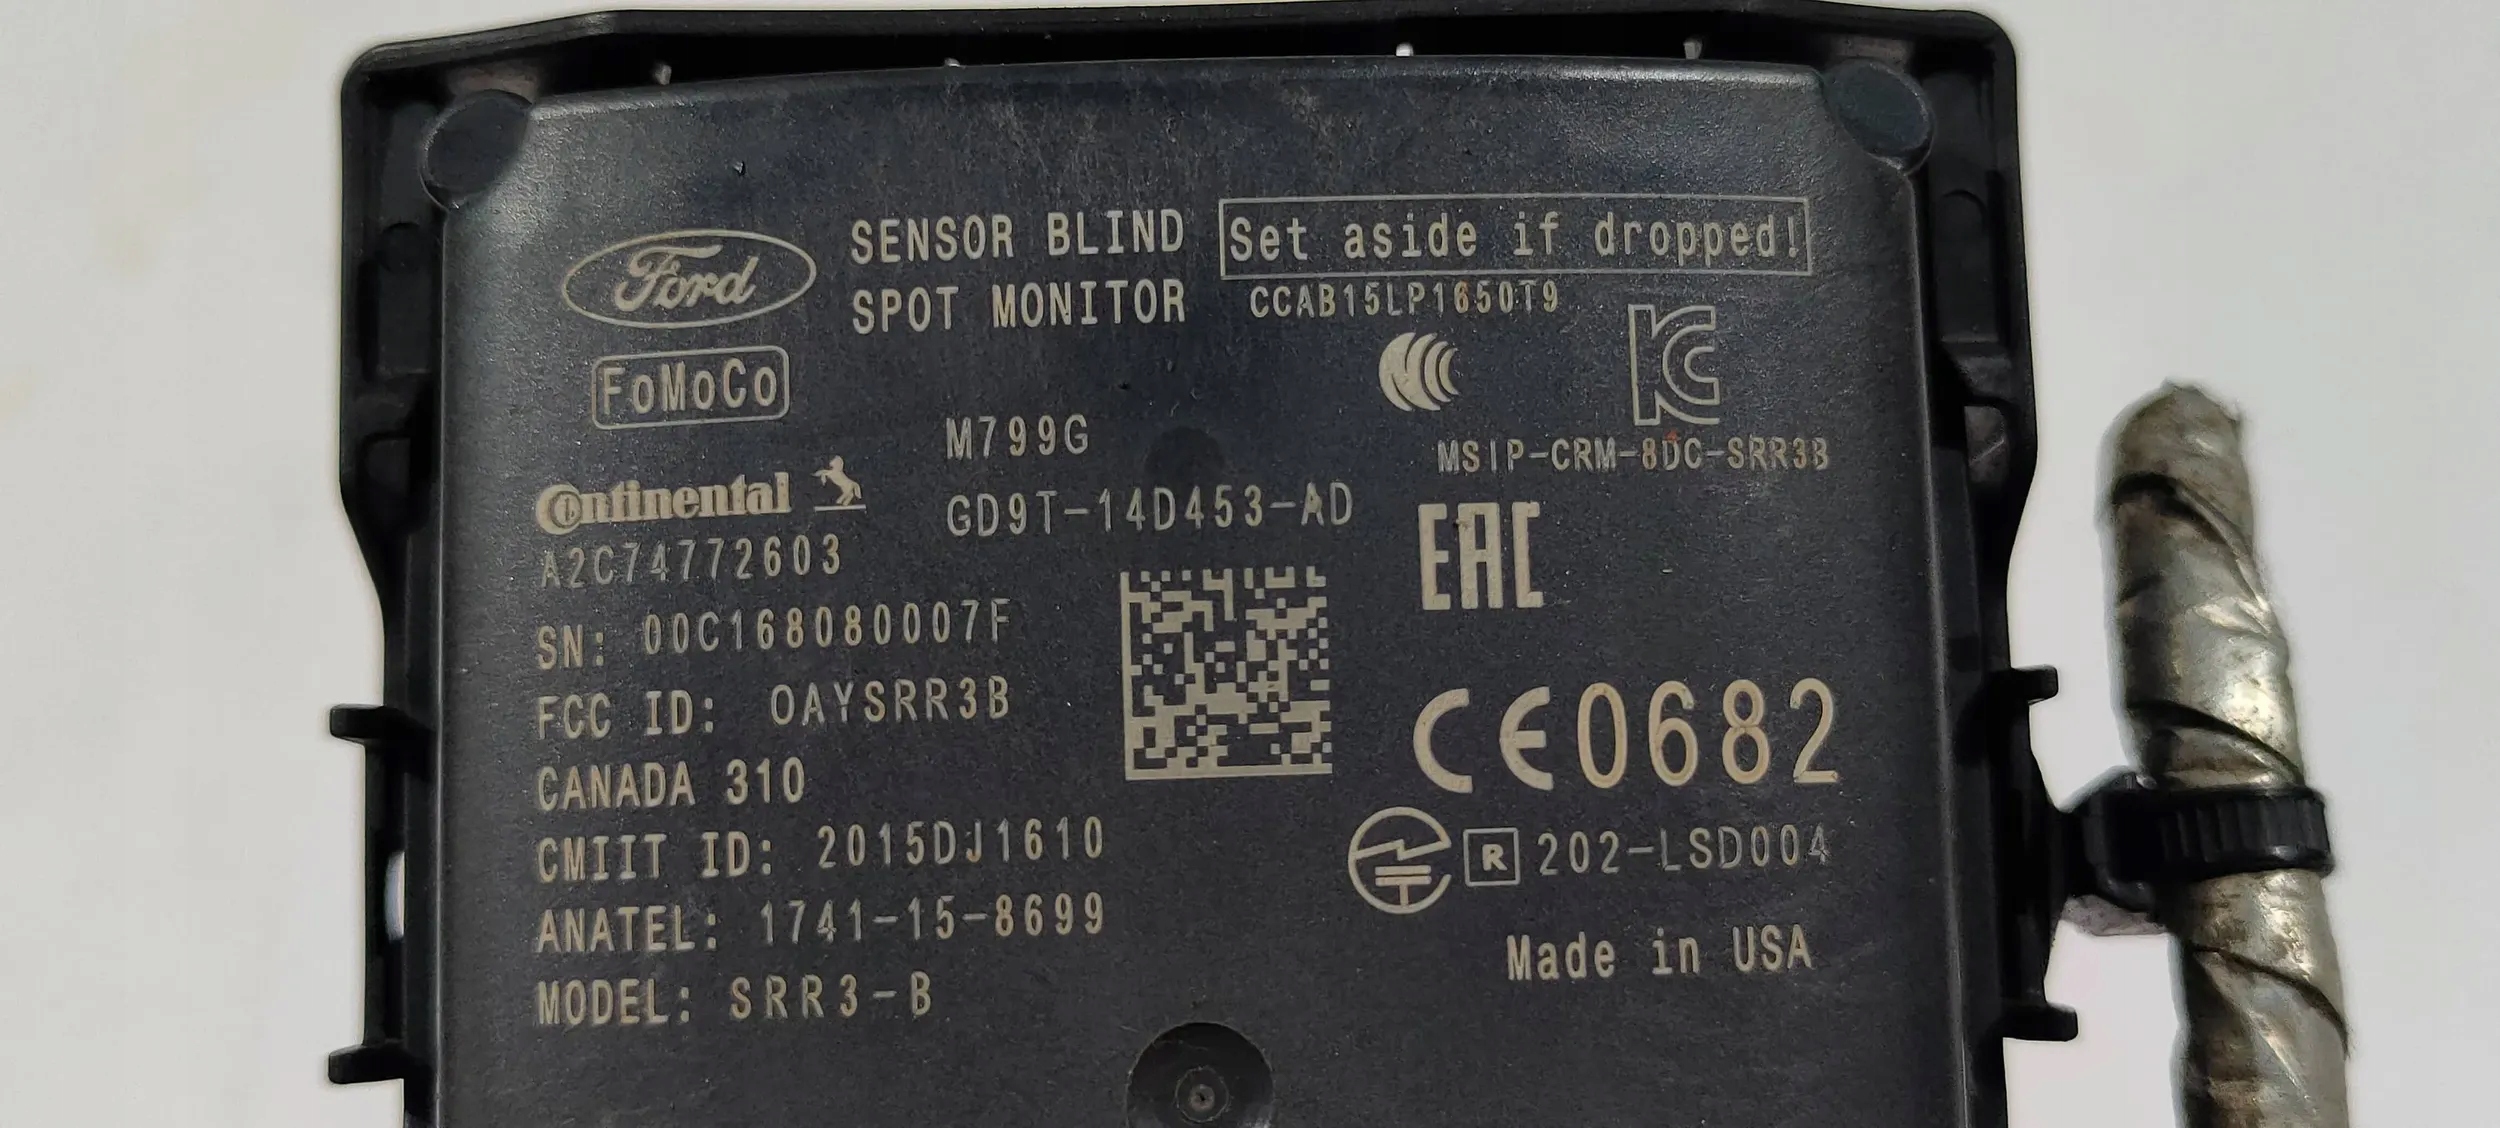 Ford
SENSOR BLIND
SPOT MONITOR
Set aside if dropped!
CCAB15LP1650T9
FoMoCo
M799G
MSIP-CRM-8DC-SRR3B
Continental
GD9T-14D453-AD
EAC
A2C74772603
SN: 00C168080007F
FCC ID: OAYSRR3B
CE0682
CANADA 310
CMIIT ID: 2015DJ1610
R 202-LSD004
ANATEL: 1741-15-8699
Made in USA
MODEL: SRR3-B